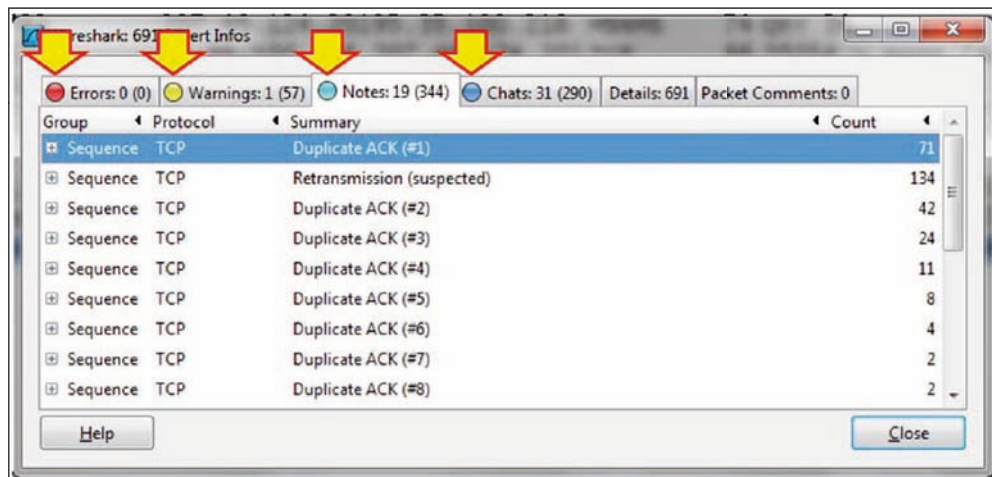 reshark: 691 ert Infos
Errors: 0 (0) Warnings: 1 (57) Notes: 19 (344) Chats: 31 (290) Details: 691 Packet Comments: 0
Group Protocol Summary Count
Sequence TCP Duplicate ACK (#1) 71
Sequence TCP Retransmission (suspected) 134
Sequence TCP Duplicate ACK (#2) 42
Sequence TCP Duplicate ACK (#3) 24
Sequence TCP Duplicate ACK (#4) 11
Sequence TCP Duplicate ACK (#5) 8
Sequence TCP Duplicate ACK (#6) 4
Sequence TCP Duplicate ACK (#7) 2
Sequence TCP Duplicate ACK (#8) 2
Help Close